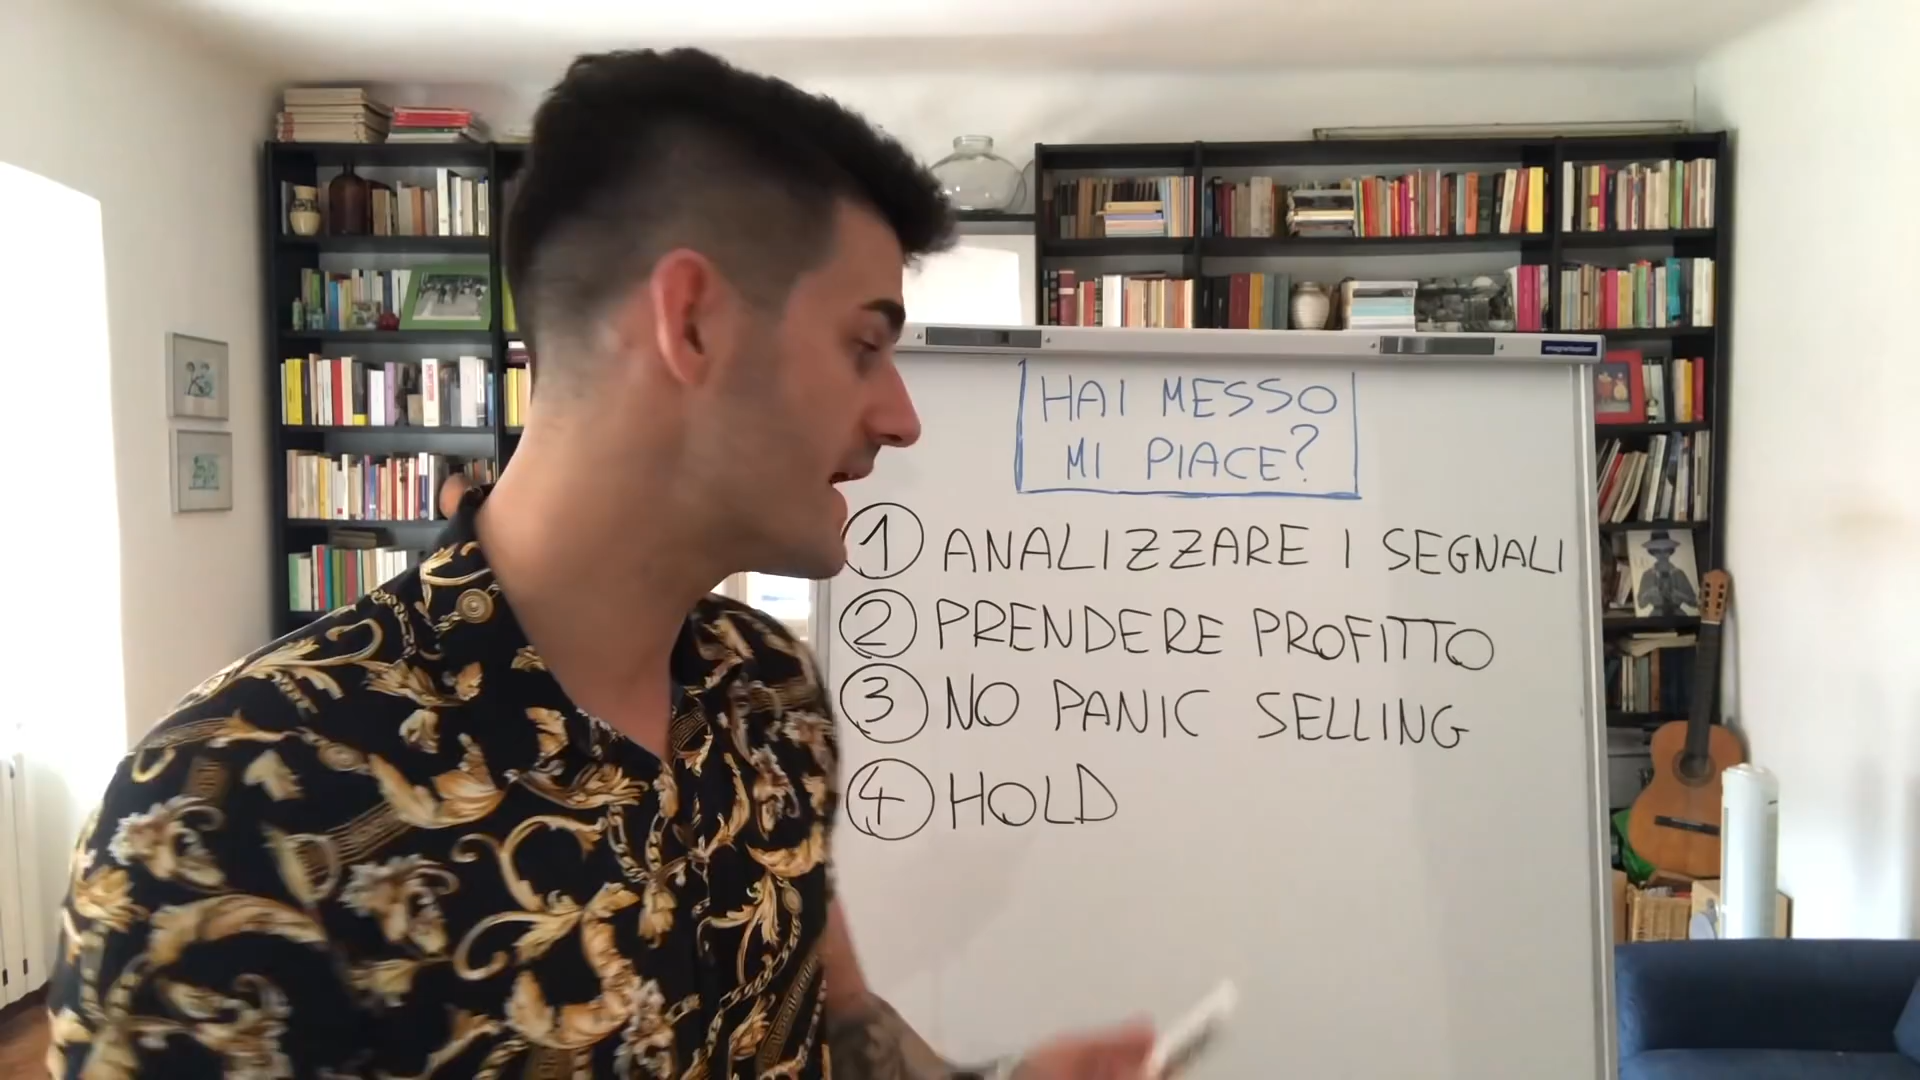 HAI MESSO
MI PIACE?
1 ANALIZZARE I SEGNALI
2 PRENDERE PROFITTO
3 NO PANIC SELLING
4 HOLD